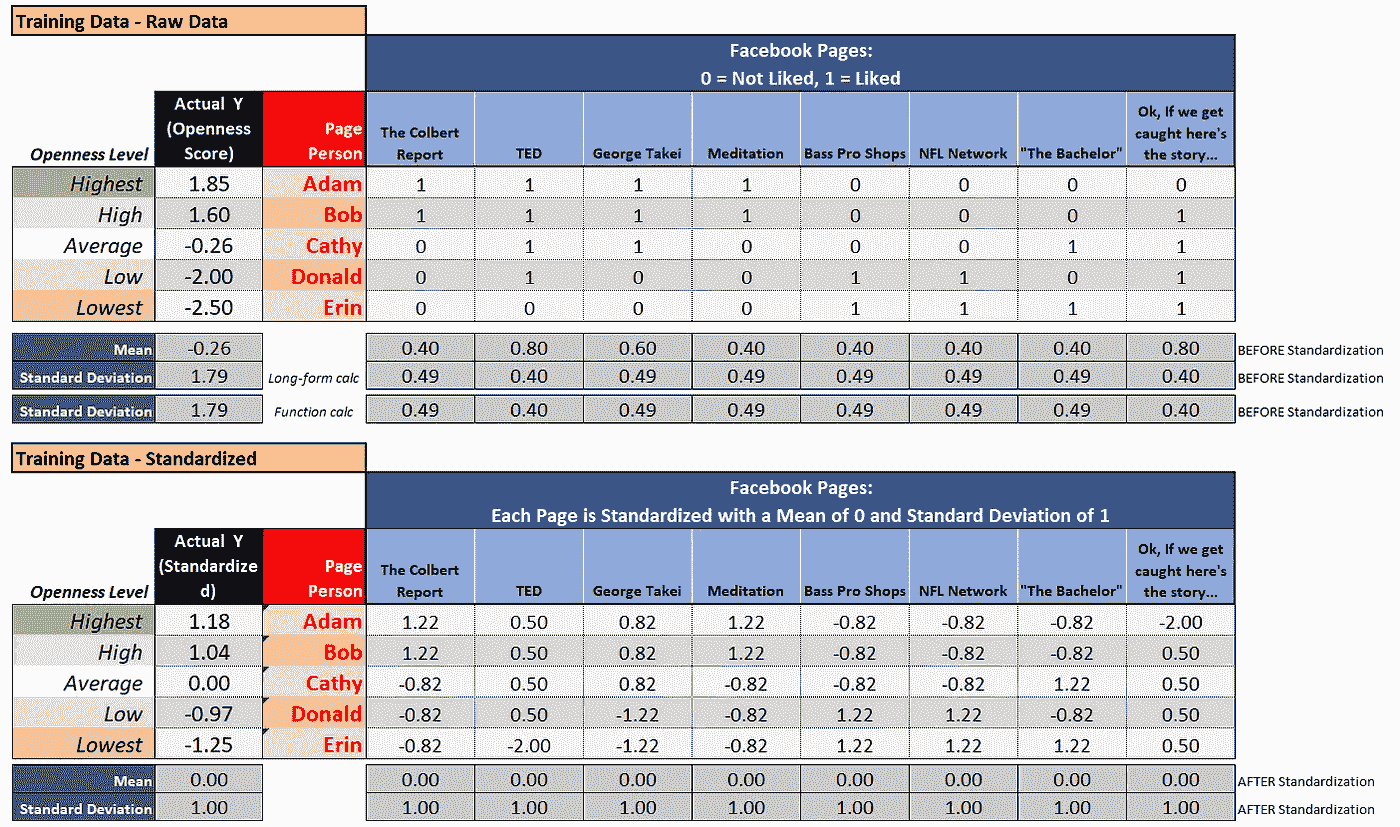 Training Data - Raw Data
Facebook Pages:
0 = Not Liked, 1 = Liked
Openness Level Actual Y (Openness Score) Page Person The Colbert Report TED George Takei Meditation Bass Pro Shops NFL Network "The Bachelor" Ok, If we get caught here's the story...
Highest 1.85 Adam 1 1 1 1 0 0 0 0
High 1.60 Bob 1 1 1 1 0 0 0 1
Average -0.26 Cathy 0 1 1 0 0 0 1 1
Low -2.00 Donald 0 1 0 0 1 1 0 1
Lowest -2.50 Erin 0 0 0 0 1 1 1 1
Mean -0.26 0.40 0.80 0.60 0.40 0.40 0.40 0.40 0.80 BEFORE Standardization
Standard Deviation 1.79 Long-form calc 0.49 0.40 0.49 0.49 0.49 0.49 0.49 0.40 BEFORE Standardization
Standard Deviation 1.79 Function calc 0.49 0.40 0.49 0.49 0.49 0.49 0.49 0.40 BEFORE Standardization
Training Data - Standardized
Facebook Pages:
Each Page is Standardized with a Mean of 0 and Standard Deviation of 1
Openness Level Actual Y (Standardize d) Page Person The Colbert Report TED George Takei Meditation Bass Pro Shops NFL Network "The Bachelor" Ok, If we get caught here's the story...
Highest 1.18 Adam 1.22 0.50 0.82 1.22 -0.82 -0.82 -0.82 -2.00
High 1.04 Bob 1.22 0.50 0.82 1.22 -0.82 -0.82 -0.82 0.50
Average 0.00 Cathy -0.82 0.50 0.82 -0.82 -0.82 -0.82 1.22 0.50
Low -0.97 Donald -0.82 0.50 -1.22 -0.82 1.22 1.22 -0.82 0.50
Lowest -1.25 Erin -0.82 -2.00 -1.22 -0.82 1.22 1.22 1.22 0.50
Mean 0.00 0.00 0.00 0.00 0.00 0.00 0.00 0.00 0.00 AFTER Standardization
Standard Deviation 1.00 1.00 1.00 1.00 1.00 1.00 1.00 1.00 1.00 AFTER Standardization